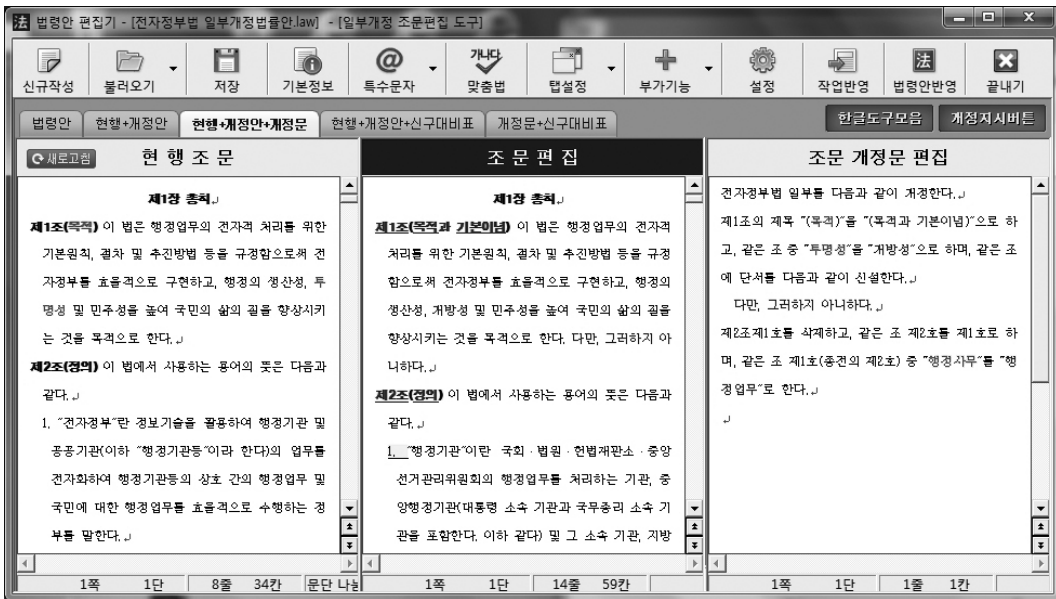 法 법령안 편집기 - [전자정부법 일부개정법률안.law] - [일부개정 조문편집 도구]
신규작성 불러오기 저장 기본정보 특수문자 맞춤법 탭설정 부가기능 설정 작업반영 법령안반영 끝내기
법령안 현행+개정안 현행+개정안+개정문 현행+개정안+신구대비표 개정문+신구대비표 한글도구모음 개정지시버튼
새로고침 현 행 조 문
제1장 총칙
제1조(목적) 이 법은 행정업무의 전자적 처리를 위한
기본원칙, 절차 및 추진방법 등을 규정함으로써 전
자정부를 효율적으로 구현하고, 행정의 생산성, 투
명성 및 민주성을 높여 국민의 삶의 질을 향상시키
는 것을 목적으로 한다.
제2조(정의) 이 법에서 사용하는 용어의 뜻은 다음과
같다.
1. "전자정부"란 정보기술을 활용하여 행정기관 및
공공기관(이하 "행정기관등"이라 한다)의 업무를
전자화하여 행정기관등의 상호 간의 행정업무 및
국민에 대한 행정업무를 효율적으로 수행하는 정
부를 말한다.
1쪽 1단 8줄 34칸 문단 나눔
조 문 편 집
제1장 총칙
제1조(목적과 기본이념) 이 법은 행정업무의 전자적
처리를 위한 기본원칙, 절차 및 추진방법 등을 규정
함으로써 전자정부를 효율적으로 구현하고, 행정의
생산성, 개방성 및 민주성을 높여 국민의 삶의 질을
향상시키는 것을 목적으로 한다. 다만, 그러하지 아
니하다.
제2조(정의) 이 법에서 사용하는 용어의 뜻은 다음과
같다.
1. "행정기관"이란 국회·법원·헌법재판소·중앙
선거관리위원회의 행정업무를 처리하는 기관, 중
앙행정기관(대통령 소속 기관과 국무총리 소속 기
관을 포함한다. 이하 같다) 및 그 소속 기관, 지방
1쪽 1단 14줄 59칸
조문 개정문 편집
전자정부법 일부를 다음과 같이 개정한다.
제1조의 제목 "(목적)"을 "(목적과 기본이념)"으로 하
고, 같은 조 중 "투명성"을 "개방성"으로 하며, 같은 조
에 단서를 다음과 같이 신설한다.
다만, 그러하지 아니하다.
제2조제1호를 삭제하고, 같은 조 제2호를 제1호로 하
며, 같은 조 제1호(종전의 제2호) 중 "행정사무"를 "행
정업무"로 한다.
1쪽 1단 1줄 1칸